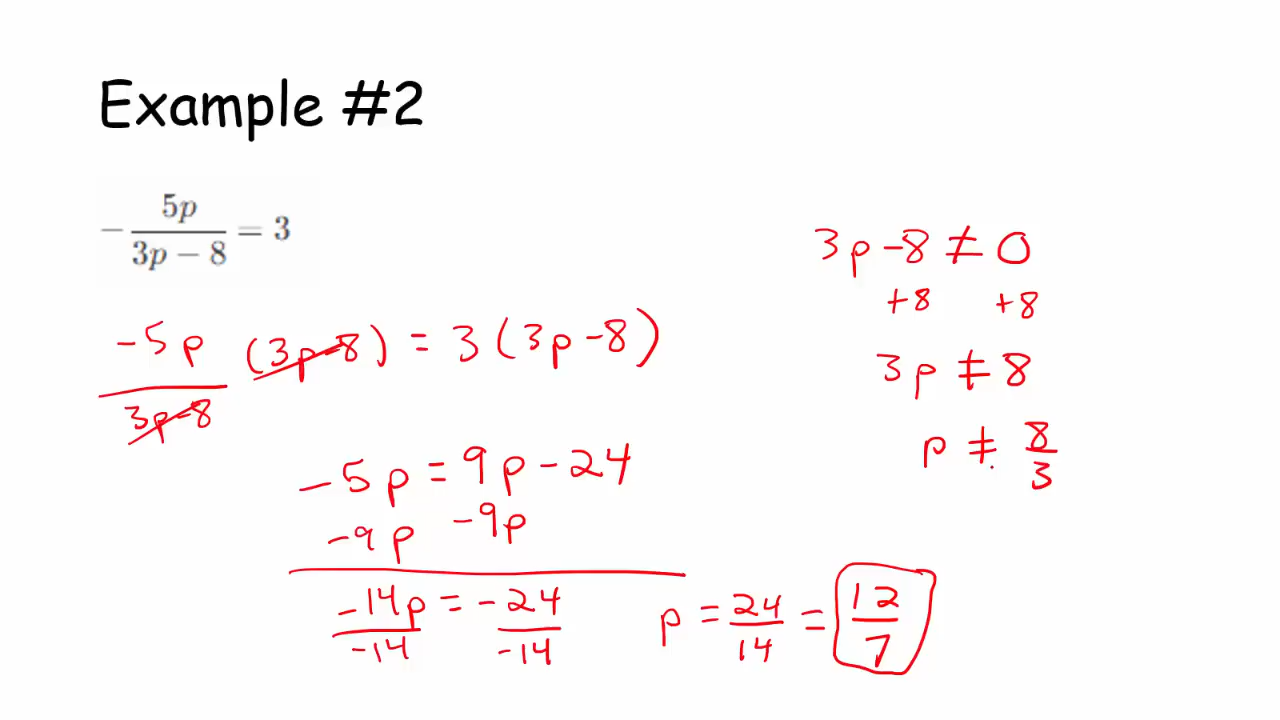 Example #2
- 5p / (3p - 8) = 3
-5p / (3p-8) (3p-8) = 3(3p-8)
-5p = 9p - 24
-9p -9p
-14p / -14 = -24 / -14
p = 24/14 = 12/7
3p-8 ≠ 0
+8 +8
3p ≠ 8
p ≠ 8/3